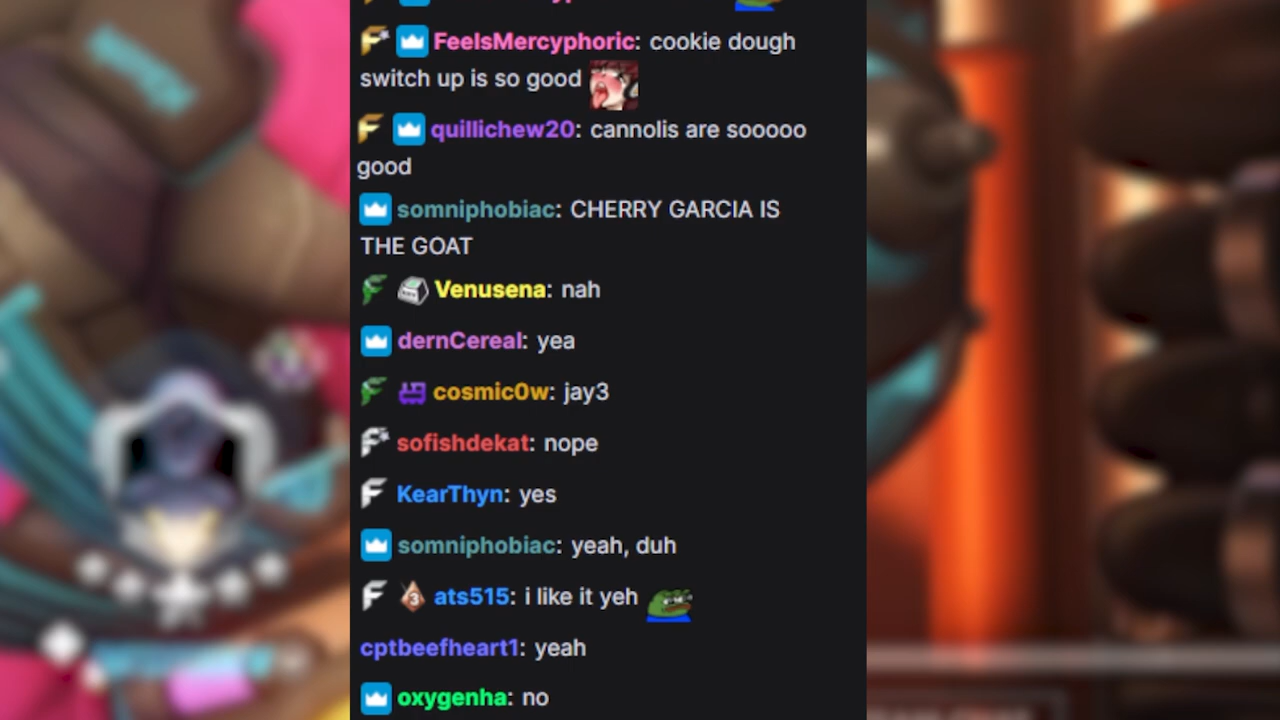 FeelsMercyphoric: cookie dough
switch up is so good
quillichew20: cannolis are sooooo
good
somniphobiac: CHERRY GARCIA IS
THE GOAT
Venusena: nah
dernCereal: yea
cosmic0w: jay3
sofishdekat: nope
KearThyn: yes
somniphobiac: yeah, duh
ats515: i like it yeh
cptbeefheart1: yeah
oxygenha: no